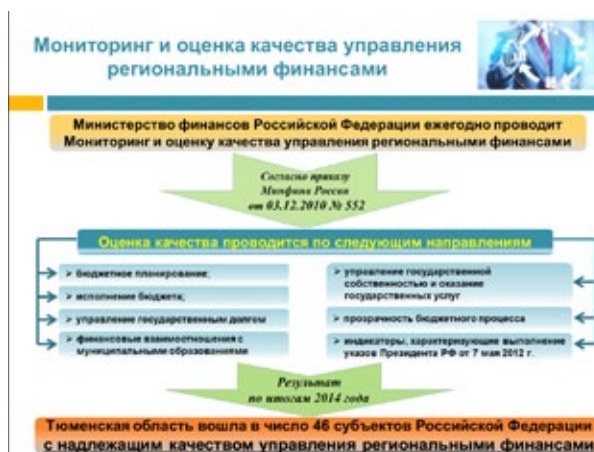 Мониторинг и оценка качества управления
региональными финансами
Министерство финансов Российской Федерации ежегодно проводит
Мониторинг и оценку качества управления региональными финансами
Согласно приказу
Минфина России
от 03.12.2010 № 552
Оценка качества проводится по следующим направлениям
бюджетное планирование;
исполнение бюджета;
управление государственным долгом
финансовые взаимоотношения с
муниципальными образованиями
управление государственной
собственностью и оказание
государственных услуг
прозрачность бюджетного процесса
индикаторы, характеризующие выполнение
указов Президента РФ от 7 мая 2012 г.
Результат
по итогам 2014 года
Тюменская область вошла в число 46 субъектов Российской Федерации
с надлежащим качеством управления региональными финансами